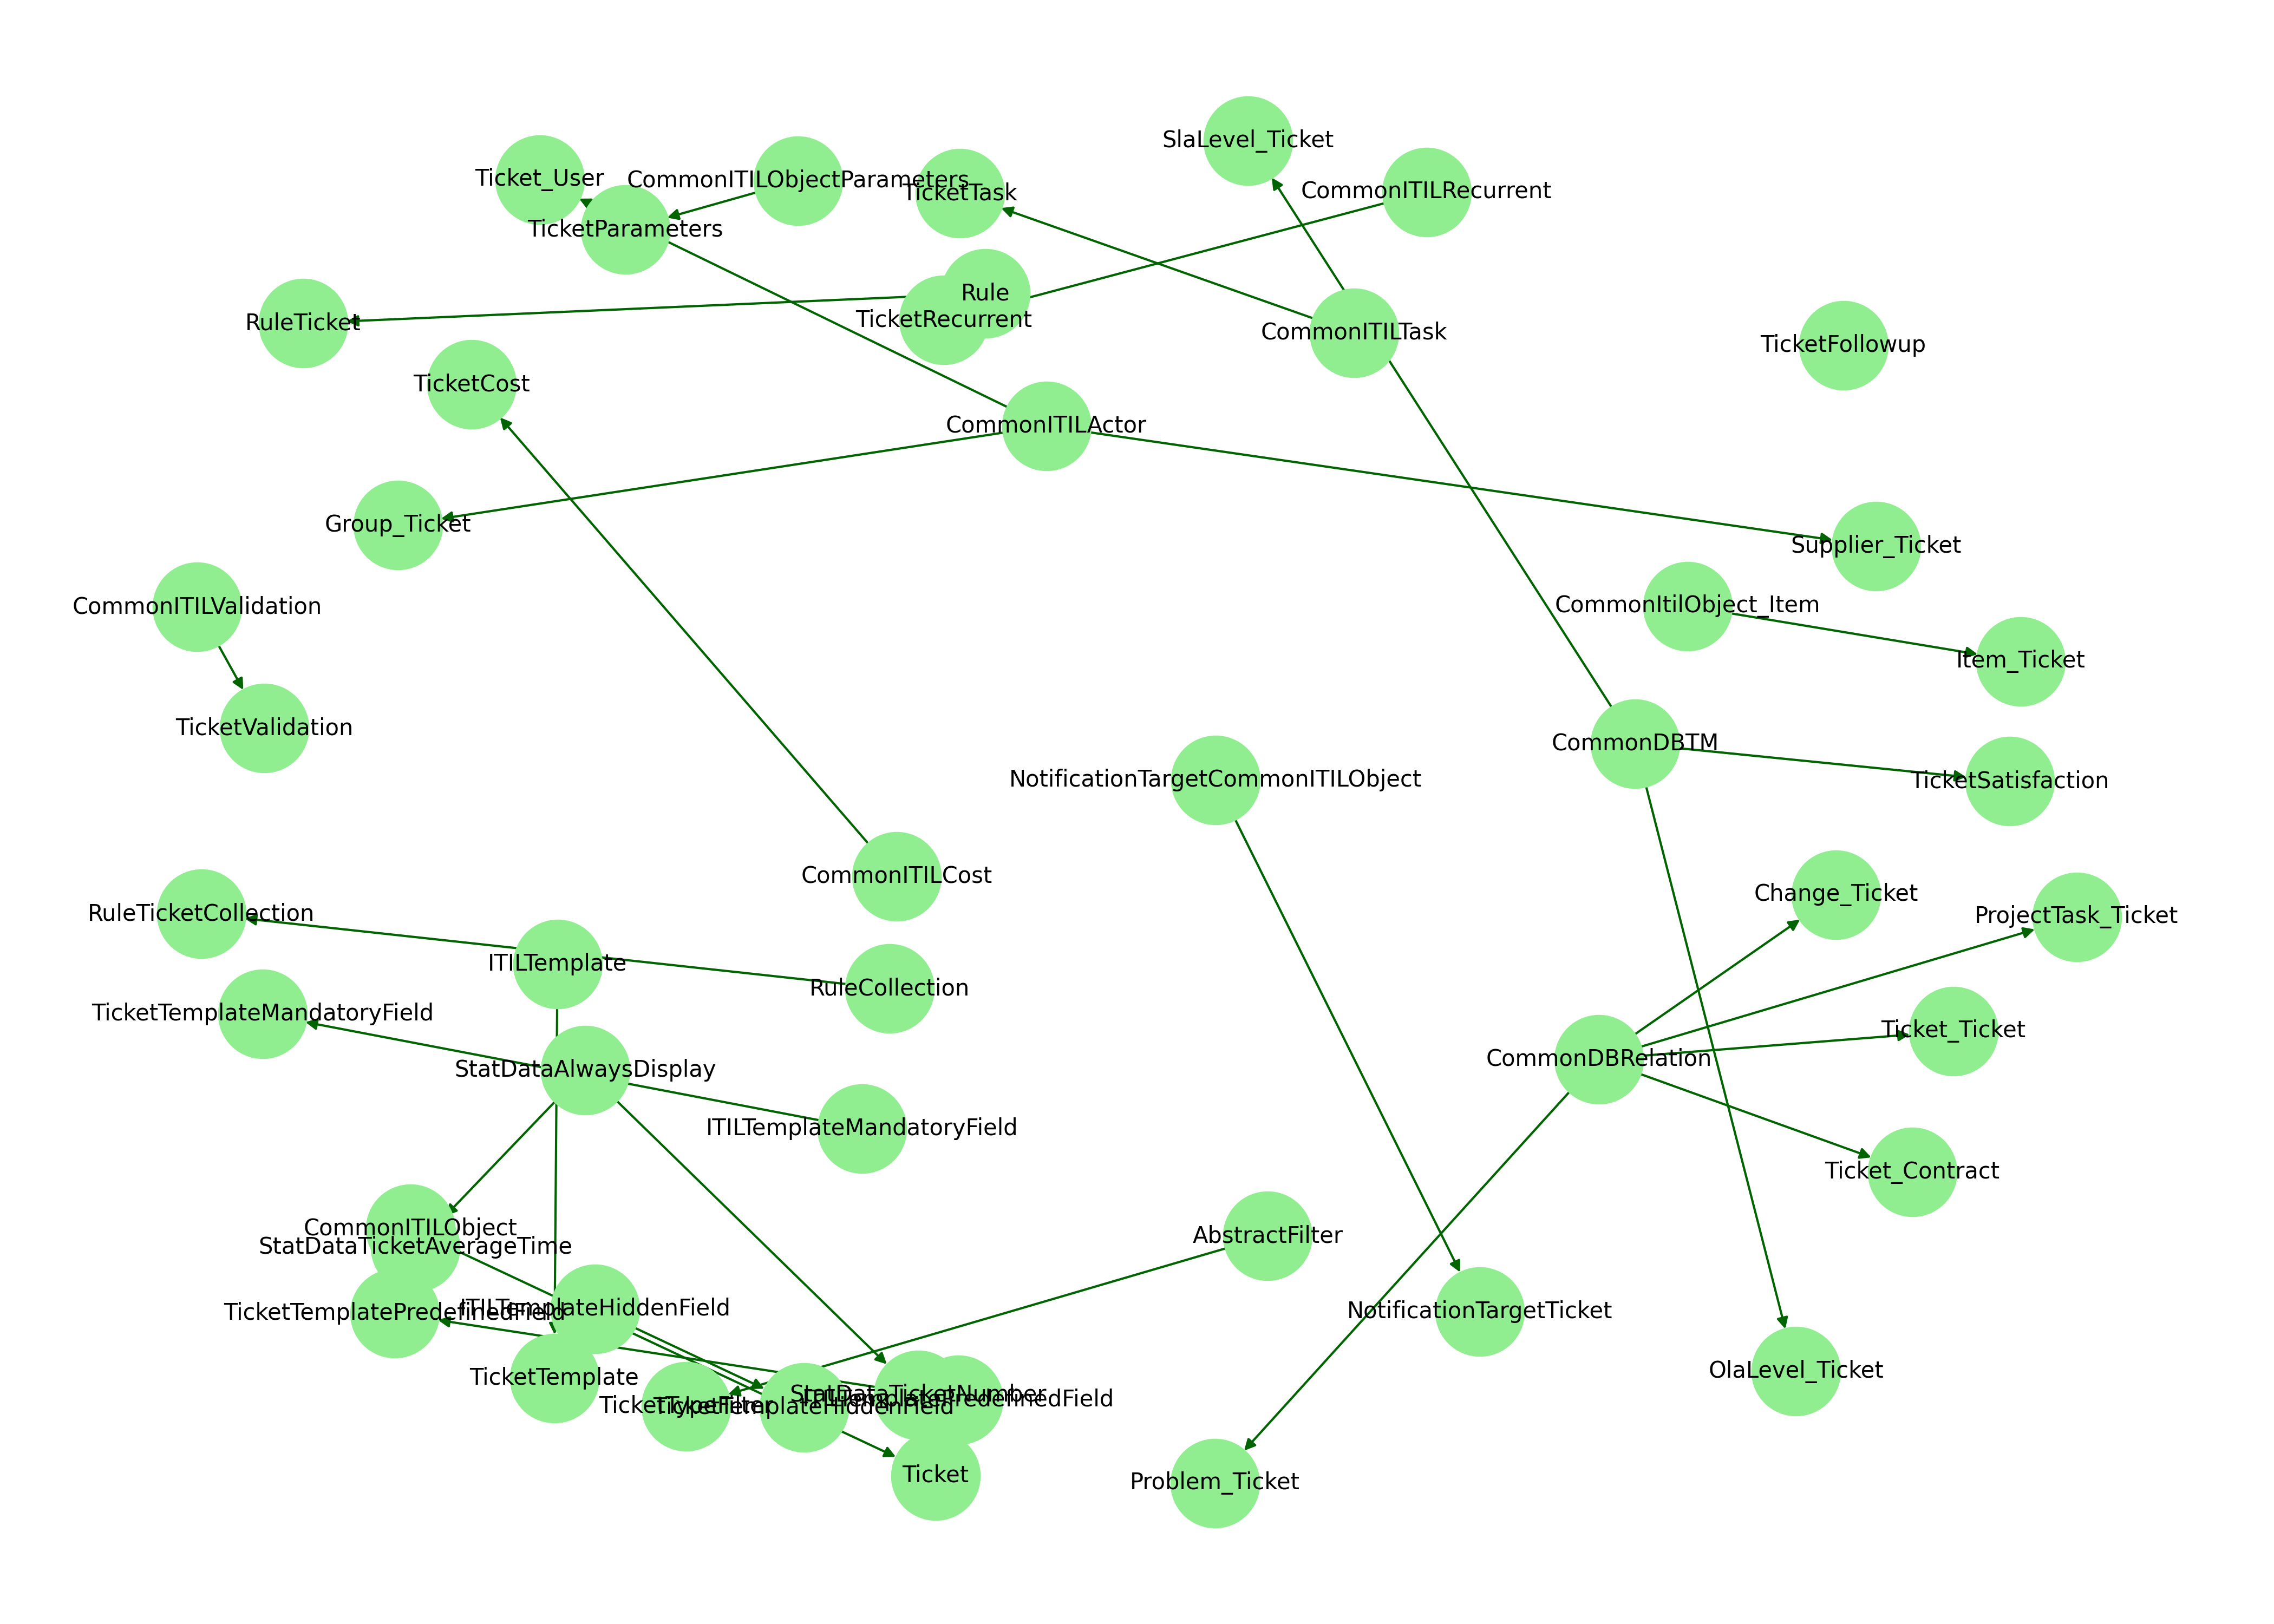 SlaLevel_Ticket
Ticket_User
CommonITILObjectParameters
TicketTask
CommonITILRecurrent
TicketParameters
Rule
TicketRecurrent
RuleTicket
CommonITILTask
TicketFollowup
TicketCost
CommonITILActor
Group_Ticket
Supplier_Ticket
CommonITILValidation
CommonItilObject_Item
Item_Ticket
TicketValidation
CommonDBTM
NotificationTargetCommonITILObject
TicketSatisfaction
CommonITILCost
Change_Ticket
RuleTicketCollection
ProjectTask_Ticket
ITILTemplate
RuleCollection
TicketTemplateMandatoryField
Ticket_Ticket
CommonDBRelation
StatDataAlwaysDisplay
ITILTemplateMandatoryField
Ticket_Contract
CommonITILObject
AbstractFilter
StatDataTicketAverageTime
ITILTemplateHiddenField
TicketTemplatePredefinedField
NotificationTargetTicket
OlaLevel_Ticket
TicketTemplate
StatDataTicketNumber
ITILTemplatePredefinedField
TicketTypeFilter
TicketTemplateHiddenField
Ticket
Problem_Ticket